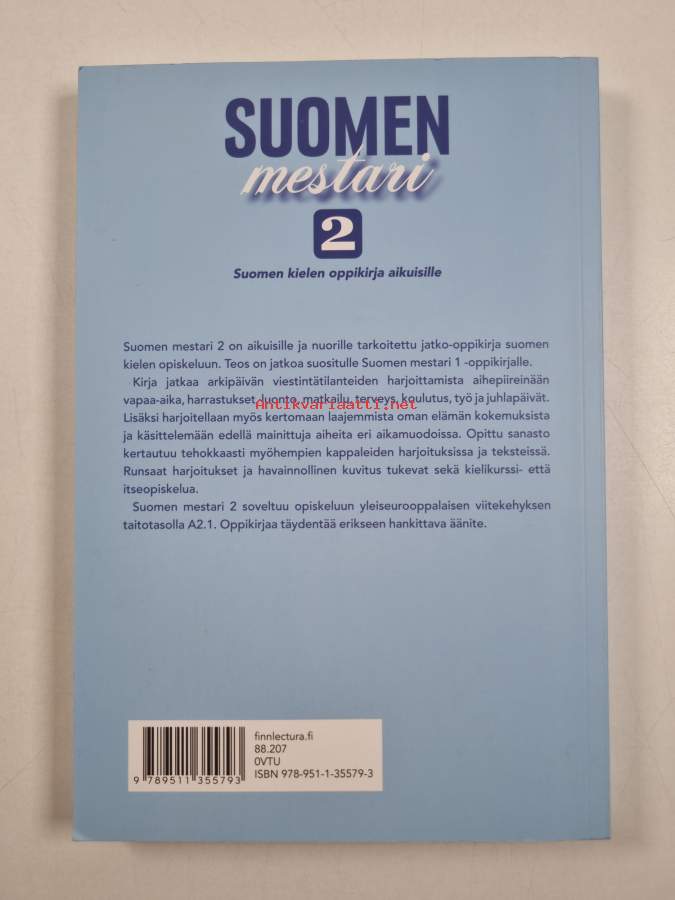 SUOMEN
mestari
2
Suomen kielen oppikirja aikuisille
Suomen mestari 2 on aikuisille ja nuorille tarkoitettu jatko-oppikirja suomen
kielen opiskeluun. Teos on jatkoa suositulle Suomen mestari 1 -oppikirjalle.
Kirja jatkaa arkipäivän viestintätilanteiden harjoittamista aihepiireinään
vapaa-aika, harrastukset, luonto, matkailu, terveys, koulutus, työ ja juhlapäivät.
Antikvariaatti.net
Lisäksi harjoitellaan myös kertomaan laajemmista oman elämän kokemuksista
ja käsittelemään edellä mainittuja aiheita eri aikamuodoissa. Opittu sanasto
kertautuu tehokkaasti myöhempien kappaleiden harjoituksissa ja teksteissä.
Runsaat harjoitukset ja havainnollinen kuvitus tukevat sekä kielikurssi- että
itseopiskelua.
Suomen mestari 2 soveltuu opiskeluun yleiseurooppalaisen viitekehyksen
taitotasolla A2.1. Oppikirjaa täydentää erikseen hankittava äänite.
finnlectura.fi
88.207
0VTU
ISBN 978-951-1-35579-3
9 789511 355793